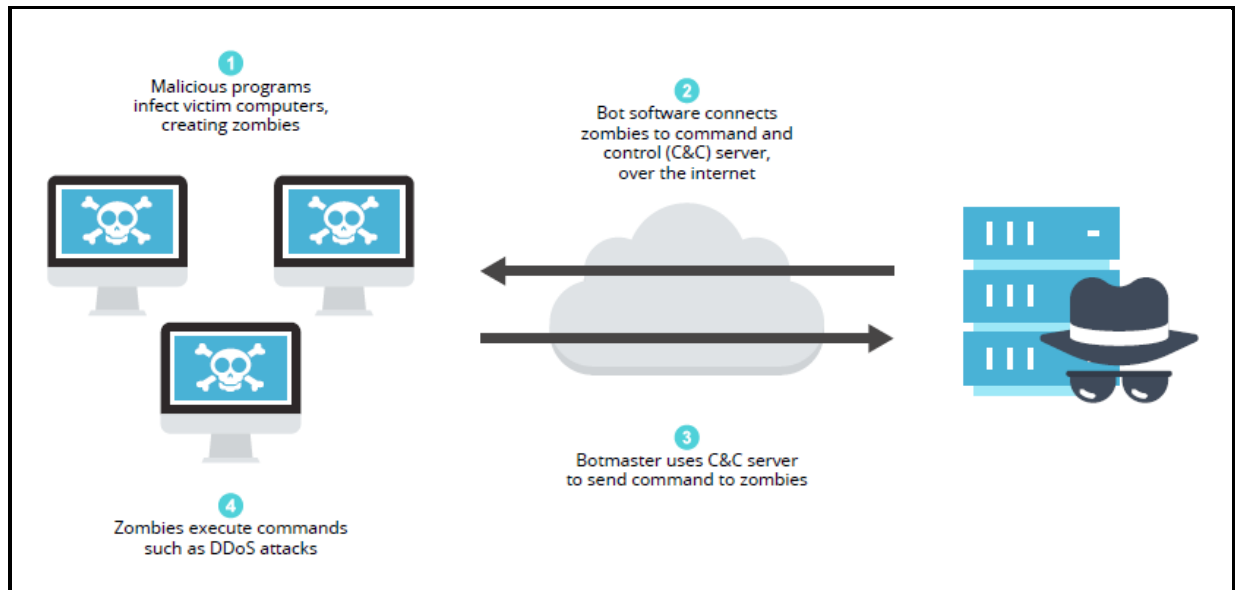 1
Malicious programs
infect victim computers,
creating zombies
2
Bot software connects
zombies to command and
control (C&C) server,
over the internet
3
Botmaster uses C&C server
to send command to zombies
4
Zombies execute commands
such as DDoS attacks